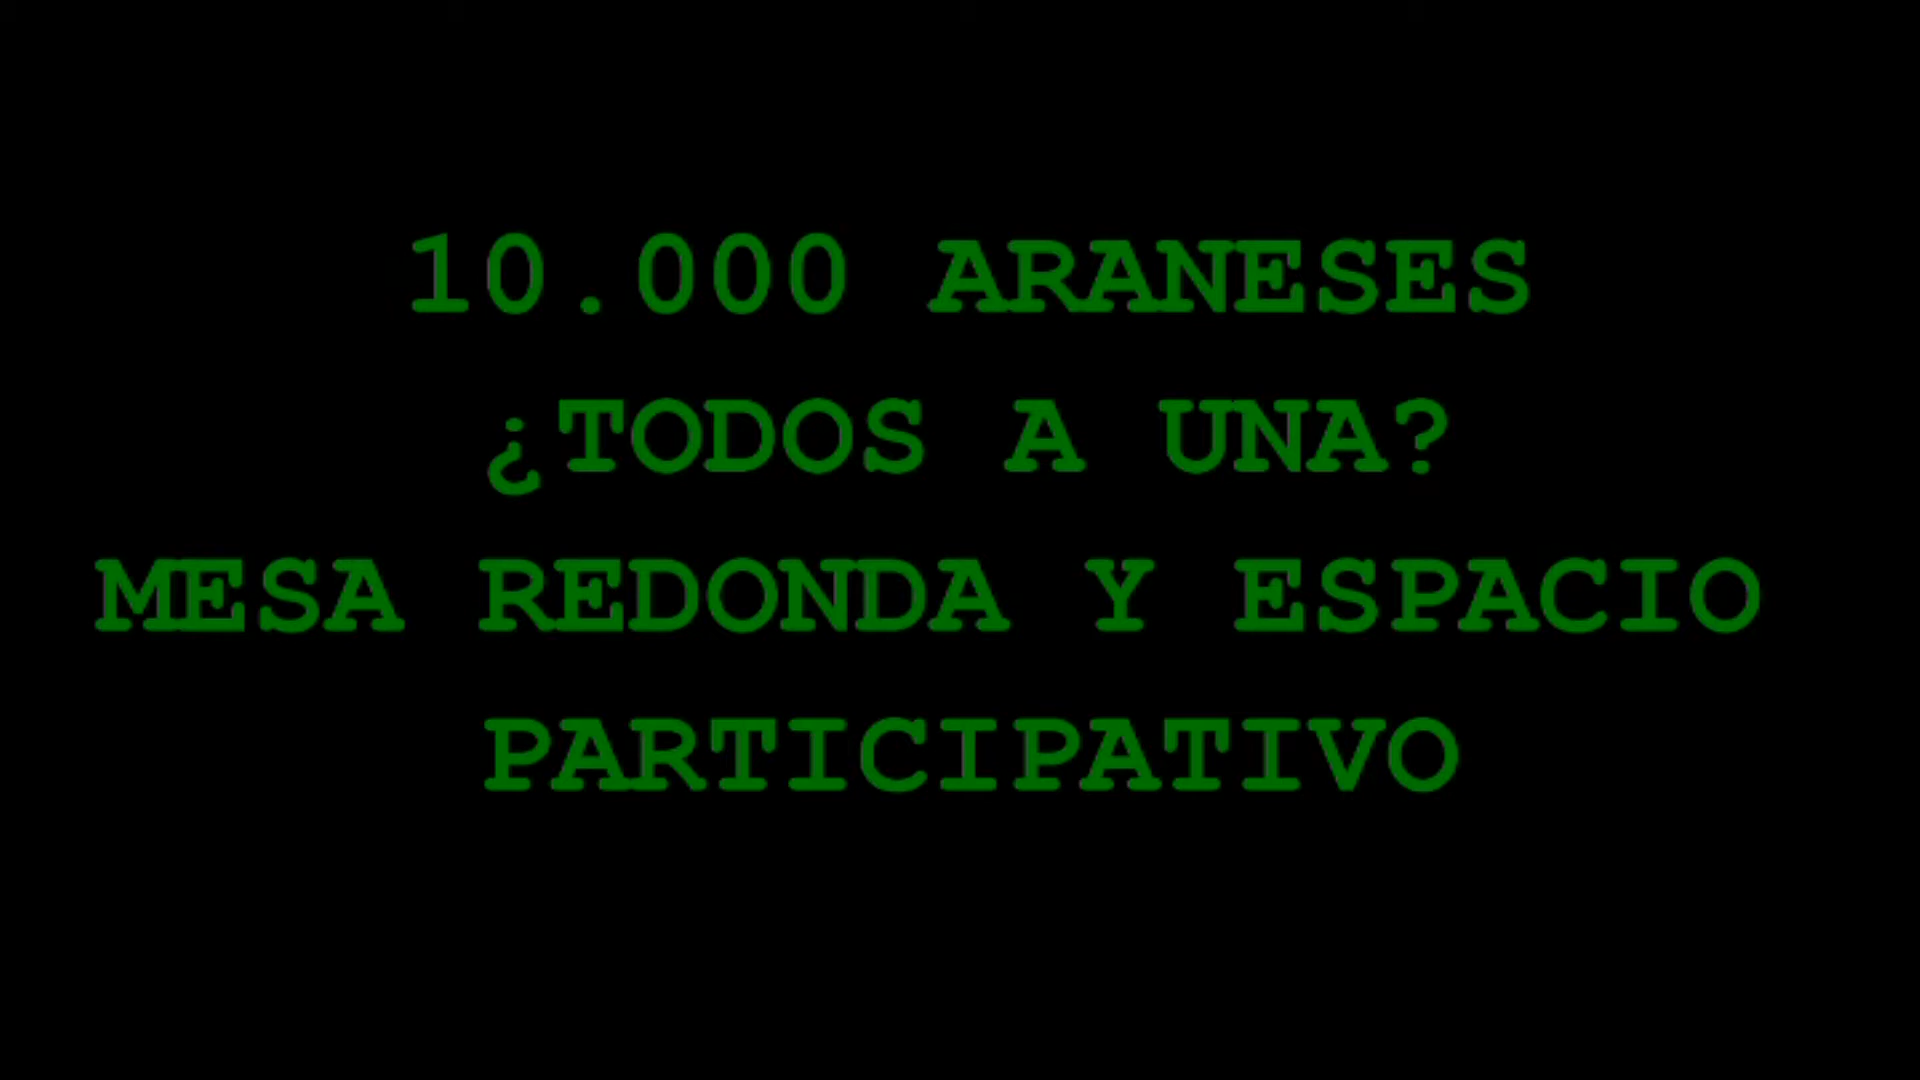 10.000 ARANESES
¿TODOS A UNA?
MESA REDONDA Y ESPACIO
PARTICIPATIVO